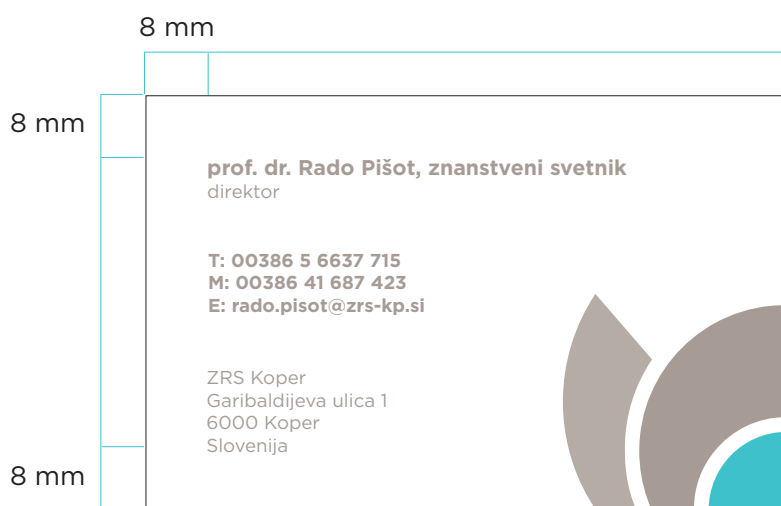 8 mm
8 mm
prof. dr. Rado Pišot, znanstveni svetnik
direktor
T: 00386 5 6637 715
M: 00386 41 687 423
E: rado.pisot@zrs-kp.si
ZRS Koper
Garibaldijeva ulica 1
6000 Koper
Slovenija
8 mm